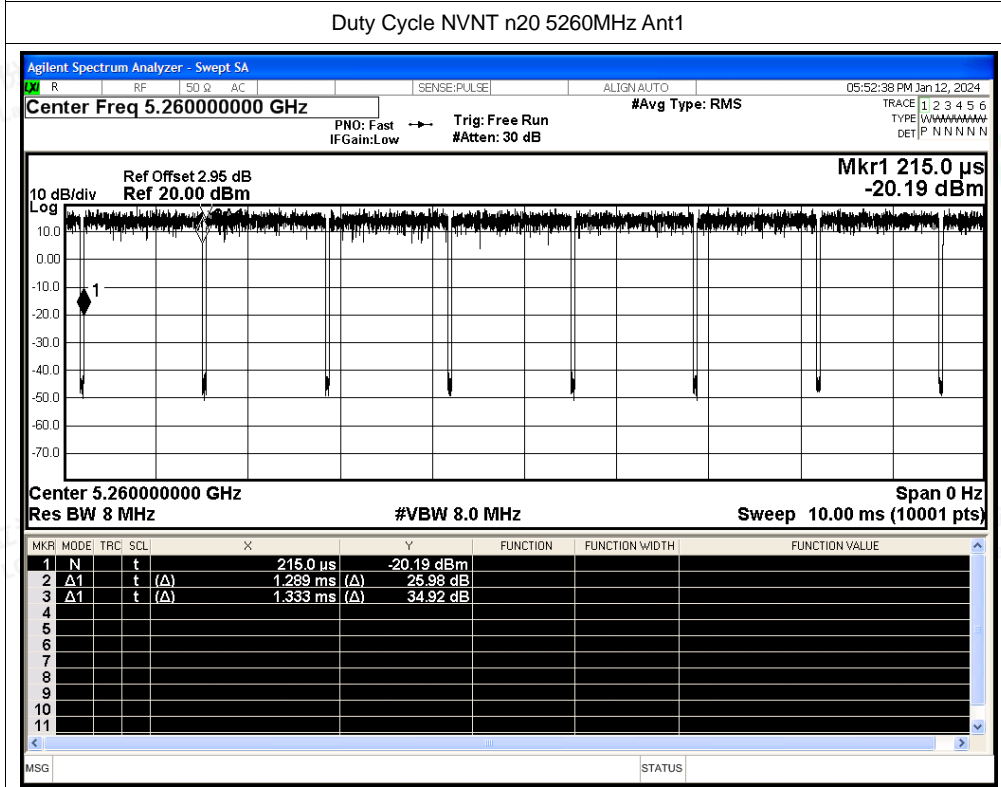 Duty Cycle NVNT n20 5260MHz Ant1
Agilent Spectrum Analyzer - Swept SA
LXI R RF 50 Ω AC SENSE:PULSE ALIGN AUTO 05:52:38 PM Jan 12, 2024
Center Freq 5.260000000 GHz #Avg Type: RMS TRACE 1 2 3 4 5 6
PNO: Fast Trig: Free Run TYPE WWWWWW
IFGain:Low #Atten: 30 dB DET P N N N N N
Mkr1 215.0 µs
Ref Offset 2.95 dB
10 dB/div Ref 20.00 dBm -20.19 dBm
Log
10.0
0.00
-10.0
1
-20.0
-30.0
-40.0
-50.0
-60.0
-70.0
Center 5.260000000 GHz Span 0 Hz
Res BW 8 MHz #VBW 8.0 MHz Sweep 10.00 ms (10001 pts)
MKR MODE TRC SCL X Y FUNCTION FUNCTION WIDTH FUNCTION VALUE
1 N t 215.0 µs -20.19 dBm
2 Δ1 t (Δ) 1.289 ms (Δ) 25.98 dB
3 Δ1 t (Δ) 1.333 ms (Δ) 34.92 dB
4
5
6
7
8
9
10
11
MSG STATUS